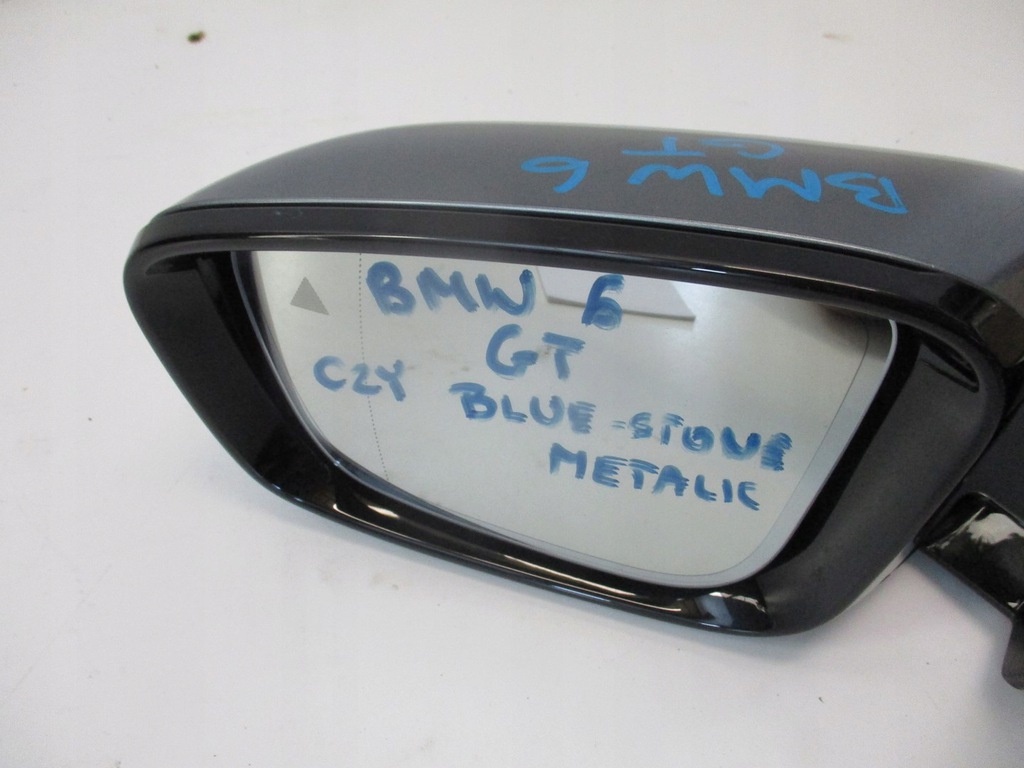 BMW 6
GT
BMW 6
GT
C2Y
BLUE-STONE
METALIC